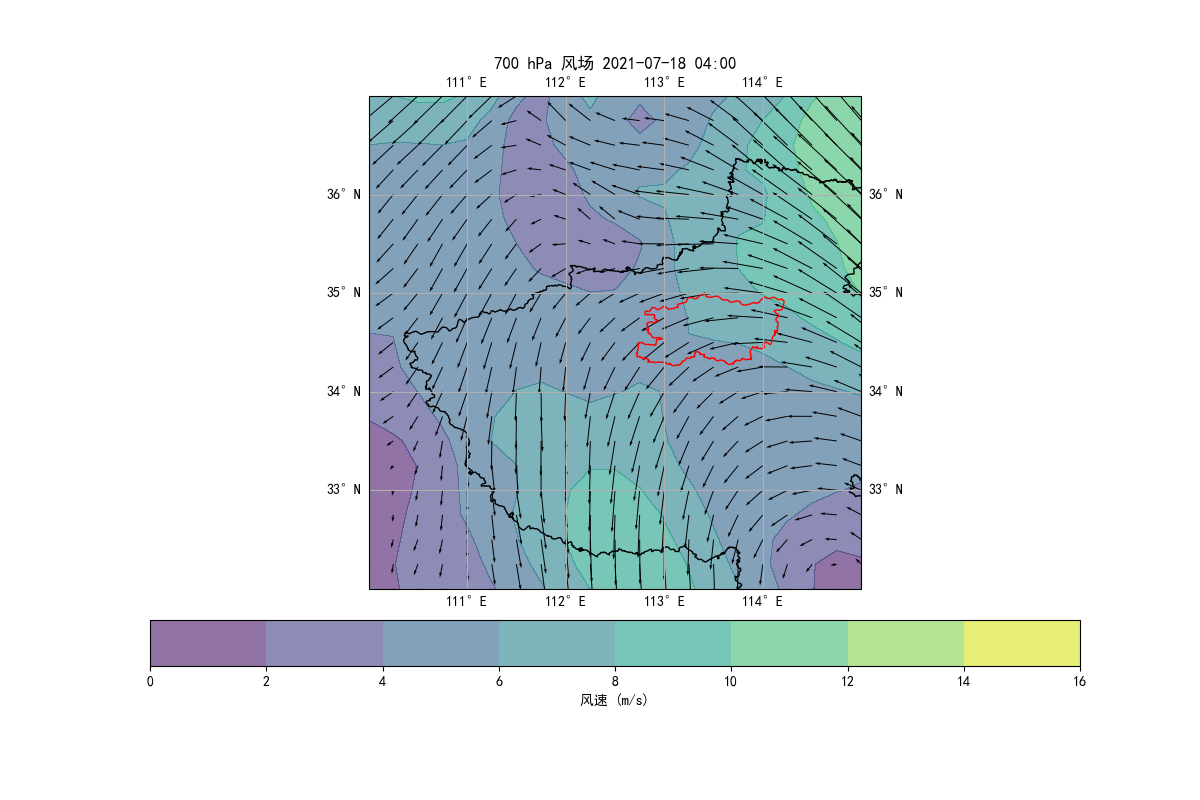 700 hPa 风场 2021-07-18 04:00
111° E 112° E 113° E 114° E
36° N 36° N
35° N 35° N
34° N 34° N
33° N 33° N
111° E 112° E 113° E 114° E
0 2 4 6 8 10 12 14 16
风速 (m/s)